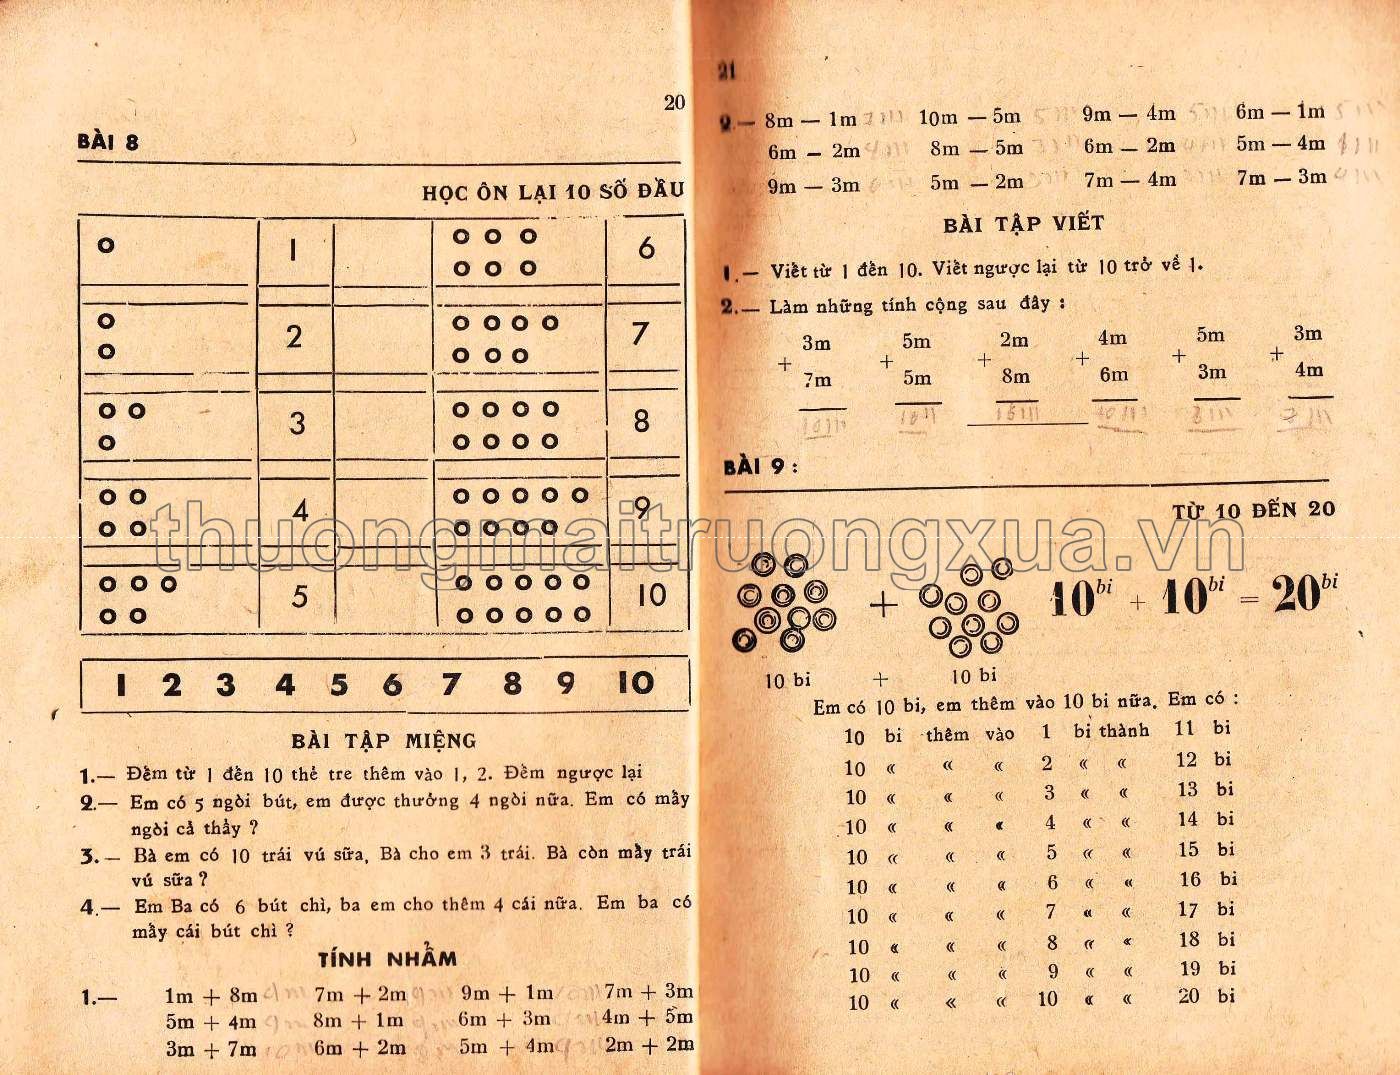 20
BÀI 8
HỌC ÔN LẠI 10 SỐ ĐẦU
1 6
2 7
3 8
4 9
5 10
1 2 3 4 5 6 7 8 9 10
BÀI TẬP MIỆNG
1.— Đếm từ 1 đến 10 thẻ tre thêm vào 1, 2. Đếm ngược lại
2.— Em có 5 ngòi bút, em được thưởng 4 ngòi nữa. Em có mấy
ngòi cả thảy ?
3.— Bà em có 10 trái vú sữa, Bà cho em 3 trái. Bà còn mấy trái
vú sữa ?
4.— Em Ba có 6 bút chì, ba em cho thêm 4 cái nữa. Em ba có
mấy cái bút chì ?
TÍNH NHẨM
1.— 1m + 8m 7m + 2m 9m + 1m 7m + 3m
5m + 4m 8m + 1m 6m + 3m 4m + 5m
3m + 7m 6m + 2m 5m + 4m 2m + 2m
21
2.— 8m — 1m 10m — 5m 9m — 4m 6m — 1m
6m — 2m 8m — 5m 6m — 2m 5m — 4m
9m — 3m 5m — 2m 7m — 4m 7m — 3m
BÀI TẬP VIẾT
1.— Viết từ 1 đến 10. Viết ngược lại từ 10 trở về 1.
2.— Làm những tính cộng sau đây :
3m 5m 2m 4m 5m 3m
+ + + + + +
7m 5m 8m 6m 3m 4m
BÀI 9 :
TỪ 10 ĐẾN 20
thuongmaitruongxua.vn
+ 10 bi + 10 bi = 20 bi
10 bi + 10 bi
Em có 10 bi, em thêm vào 10 bi nữa. Em có :
10 bi thêm vào 1 bi thành 11 bi
10 « « « 2 « « 12 bi
10 « « « 3 « « 13 bi
10 « « « 4 « « 14 bi
10 « « « 5 « « 15 bi
10 « « « 6 « « 16 bi
10 « « « 7 « « 17 bi
10 « « « 8 « « 18 bi
10 « « « 9 « « 19 bi
10 « « « 10 « « 20 bi